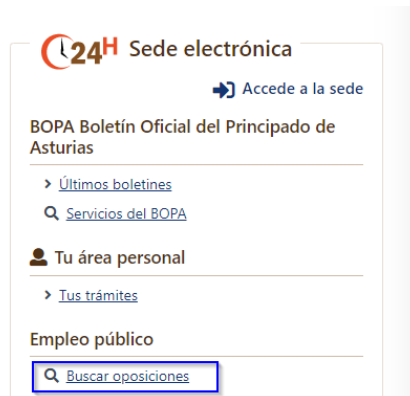 24H Sede electrónica
Accede a la sede
BOPA Boletín Oficial del Principado de
Asturias
Últimos boletines
Servicios del BOPA
Tu área personal
Tus trámites
Empleo público
Buscar oposiciones